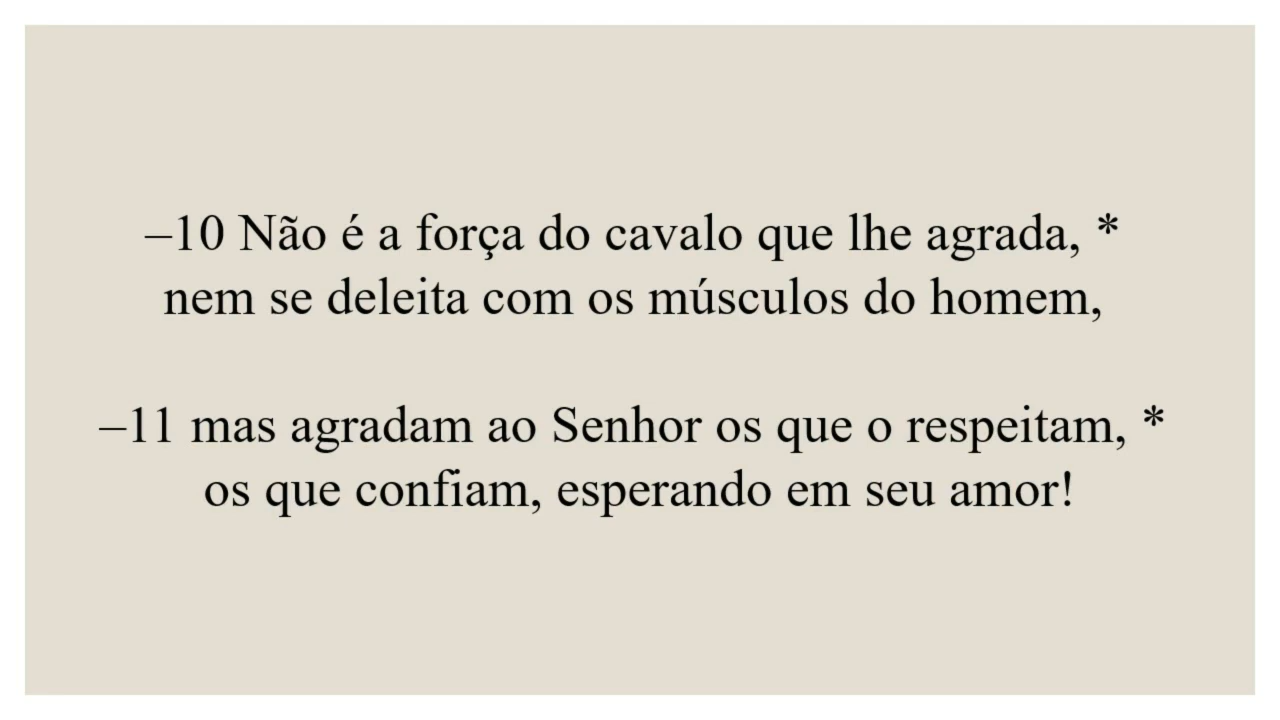 –10 Não é a força do cavalo que lhe agrada, *
nem se deleita com os músculos do homem,
–11 mas agradam ao Senhor os que o respeitam, *
os que confiam, esperando em seu amor!